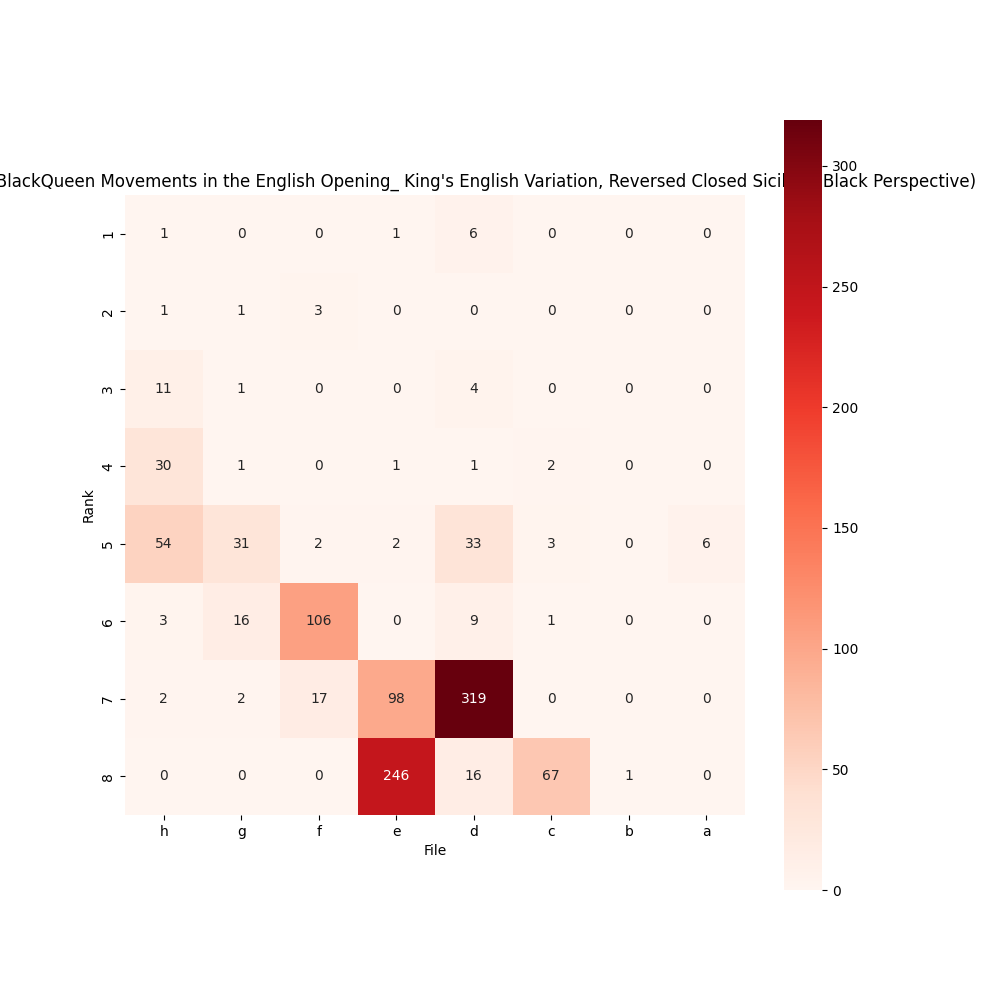 BlackQueen Movements in the English Opening_ King's English Variation, Reversed Closed Sici Black Perspective)
300
250
200
150
100
50
0
Rank
1 1 0 0 1 6 0 0 0
2 1 1 3 0 0 0 0 0
3 11 1 0 0 4 0 0 0
4 30 1 0 1 1 2 0 0
5 54 31 2 2 33 3 0 6
6 3 16 106 0 9 1 0 0
7 2 2 17 98 319 0 0 0
8 0 0 0 246 16 67 1 0
h g f e d c b a
File